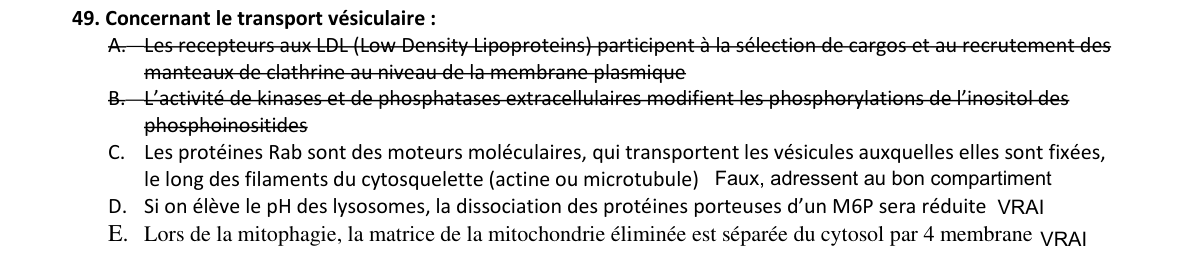 49. Concernant le transport vésiculaire :
A. Les recepteurs aux LDL (Low Density Lipoproteins) participent à la sélection de cargos et au recrutement des
manteaux de clathrine au niveau de la membrane plasmique
B. L'activité de kinases et de phosphatases extracellulaires modifient les phosphorylations de l'inositol des
phosphoinositides
C. Les protéines Rab sont des moteurs moléculaires, qui transportent les vésicules auxquelles elles sont fixées,
le long des filaments du cytosquelette (actine ou microtubule) Faux, adressent au bon compartiment
D. Si on élève le pH des lysosomes, la dissociation des protéines porteuses d'un M6P sera réduite VRAI
E. Lors de la mitophagie, la matrice de la mitochondrie éliminée est séparée du cytosol par 4 membrane VRAI